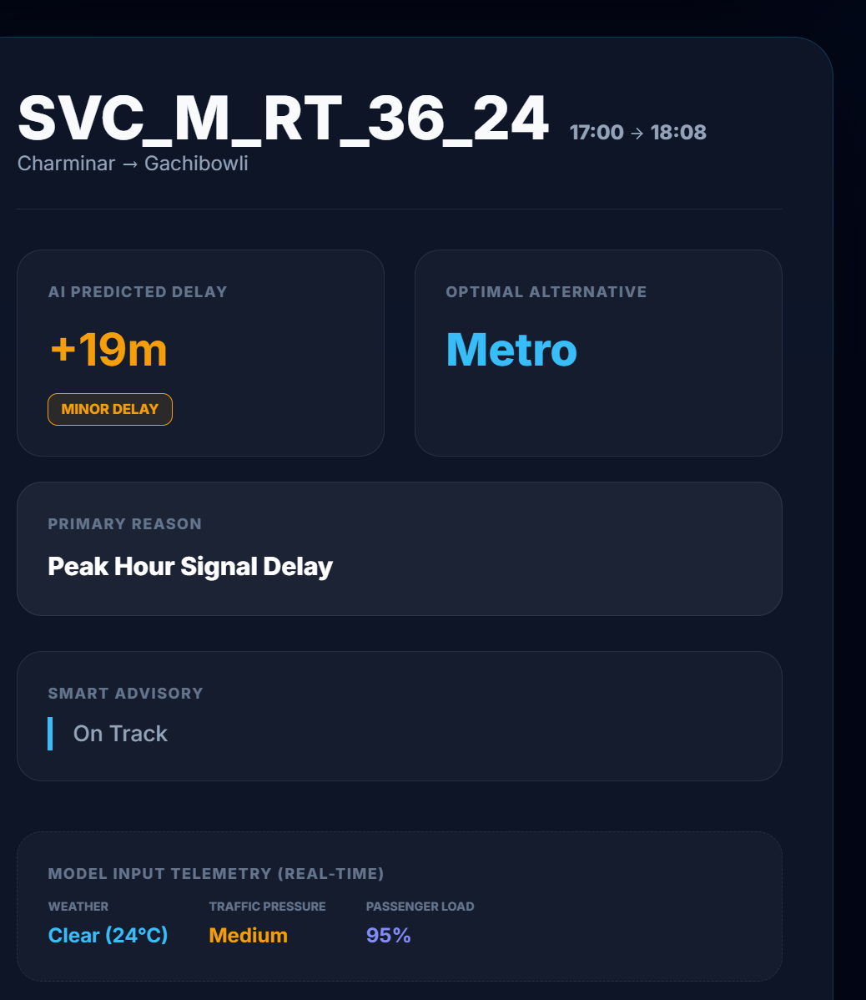 SVC_M_RT_36_24 17:00 → 18:08
Charminar → Gachibowli
AI PREDICTED DELAY
+19m
MINOR DELAY
OPTIMAL ALTERNATIVE
Metro
PRIMARY REASON
Peak Hour Signal Delay
SMART ADVISORY
On Track
MODEL INPUT TELEMETRY (REAL-TIME)
WEATHER
Clear (24°C)
TRAFFIC PRESSURE
Medium
PASSENGER LOAD
95%